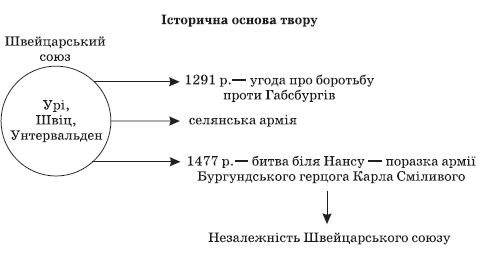 Історична основа твору
Швейцарський
союз
Урі,
Швіц,
Унтервальден
1291 р.— угода про боротьбу
проти Габсбургів
селянська армія
1477 р.— битва біля Нансу — поразка армії
Бургундського герцога Карла Сміливого
Незалежність Швейцарського союзу